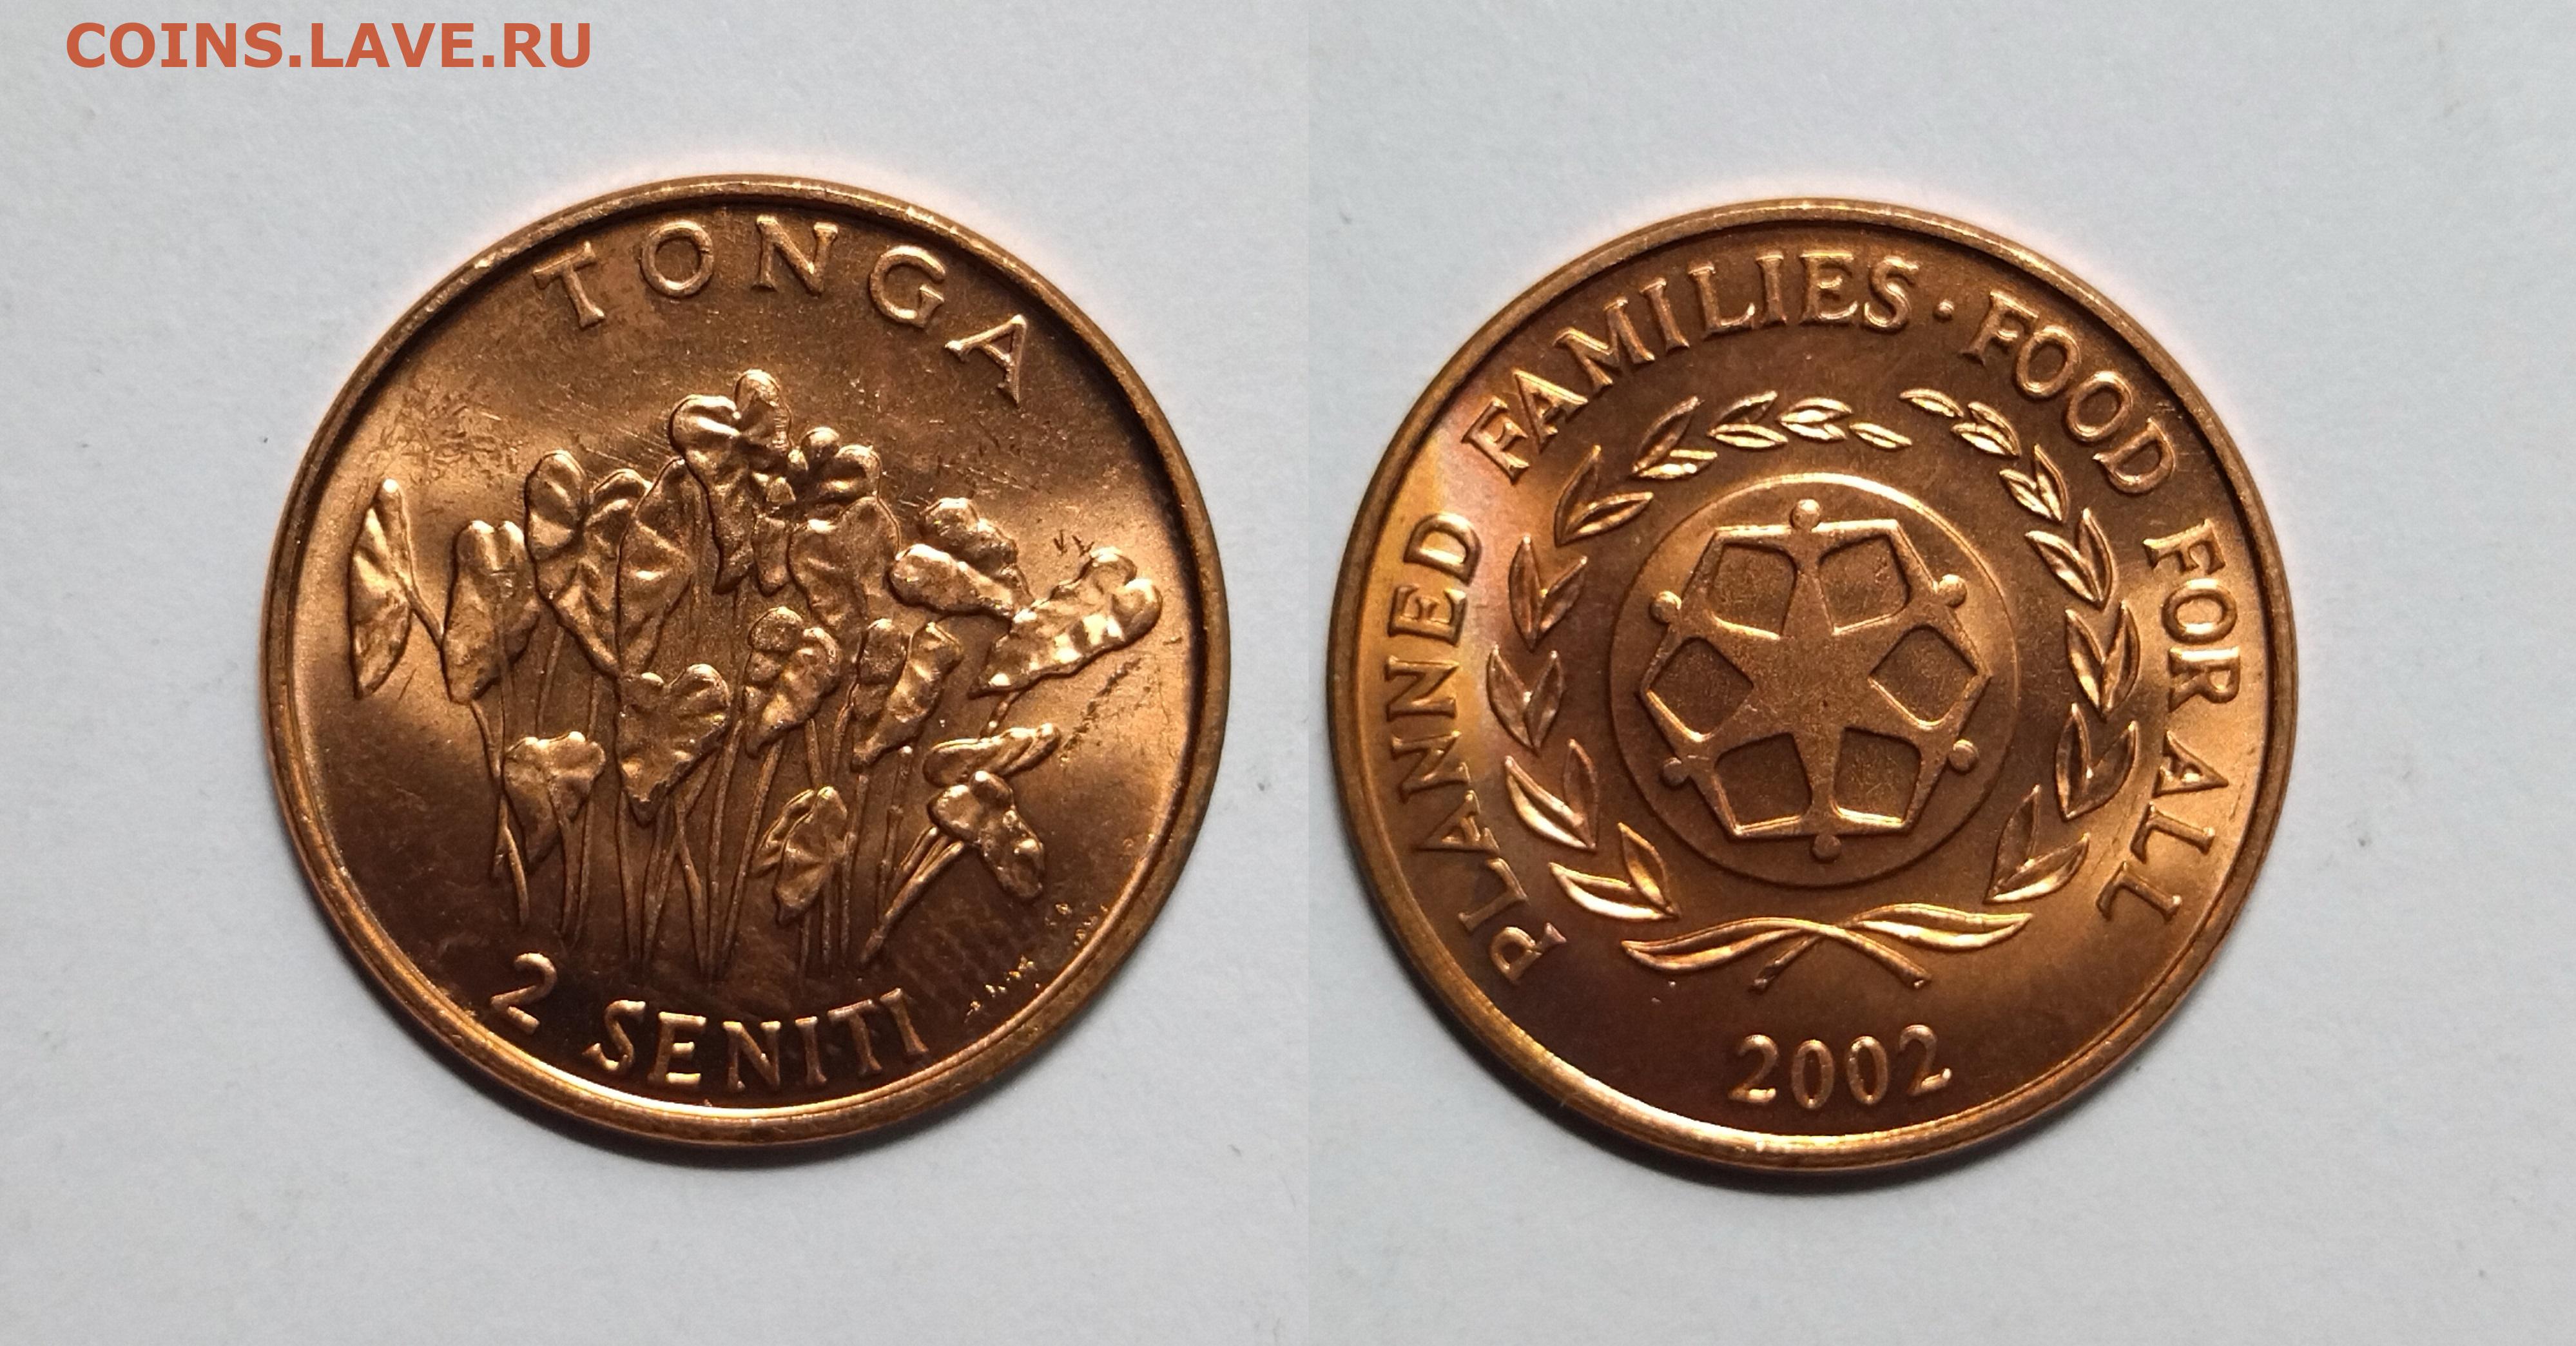 COINS.LAVE.RU
TONGA
2 SENITI
PLANNED FAMILIES · FOOD FOR ALL
2002